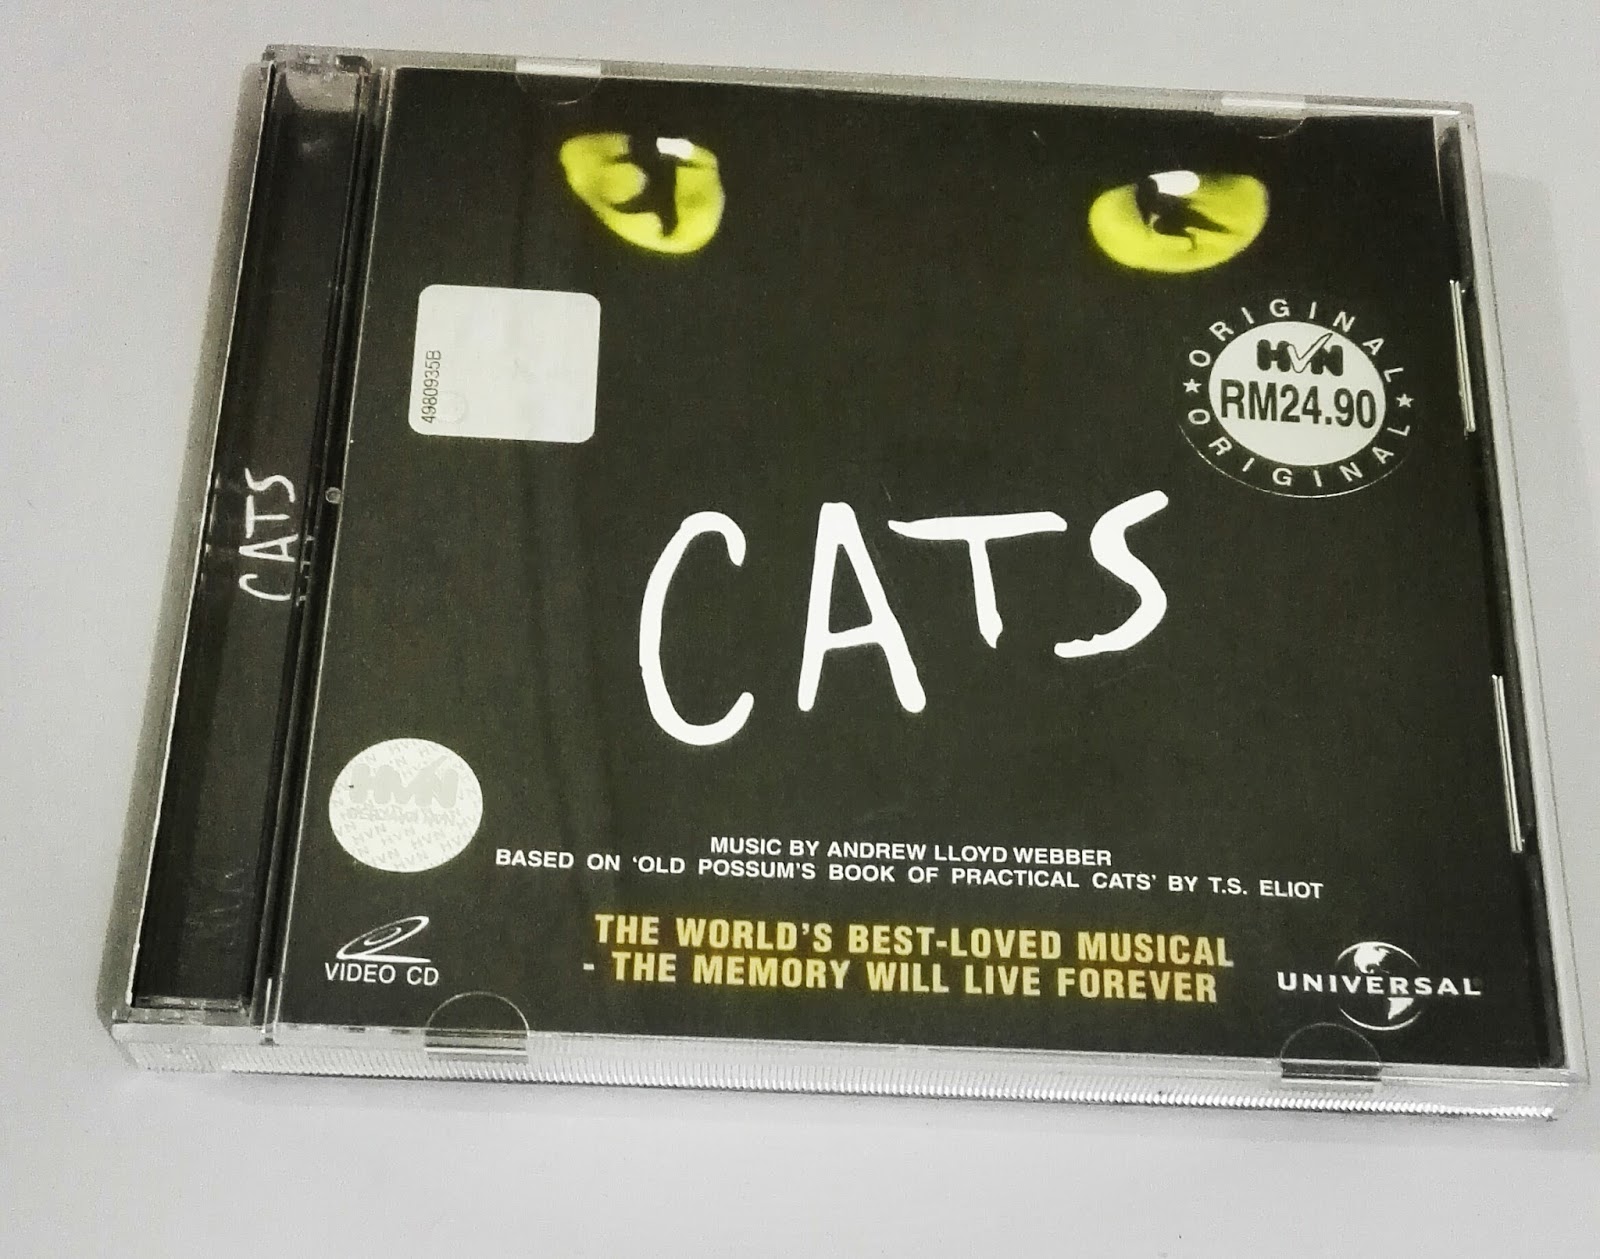 CATS
4980935B
ORIGINAL
HVN
RM24.90
ORIGINAL
CATS
HVN
MUSIC BY ANDREW LLOYD WEBBER
BASED ON 'OLD POSSUM'S BOOK OF PRACTICAL CATS' BY T.S. ELIOT
THE WORLD'S BEST-LOVED MUSICAL
- THE MEMORY WILL LIVE FOREVER
VIDEO CD
UNIVERSAL